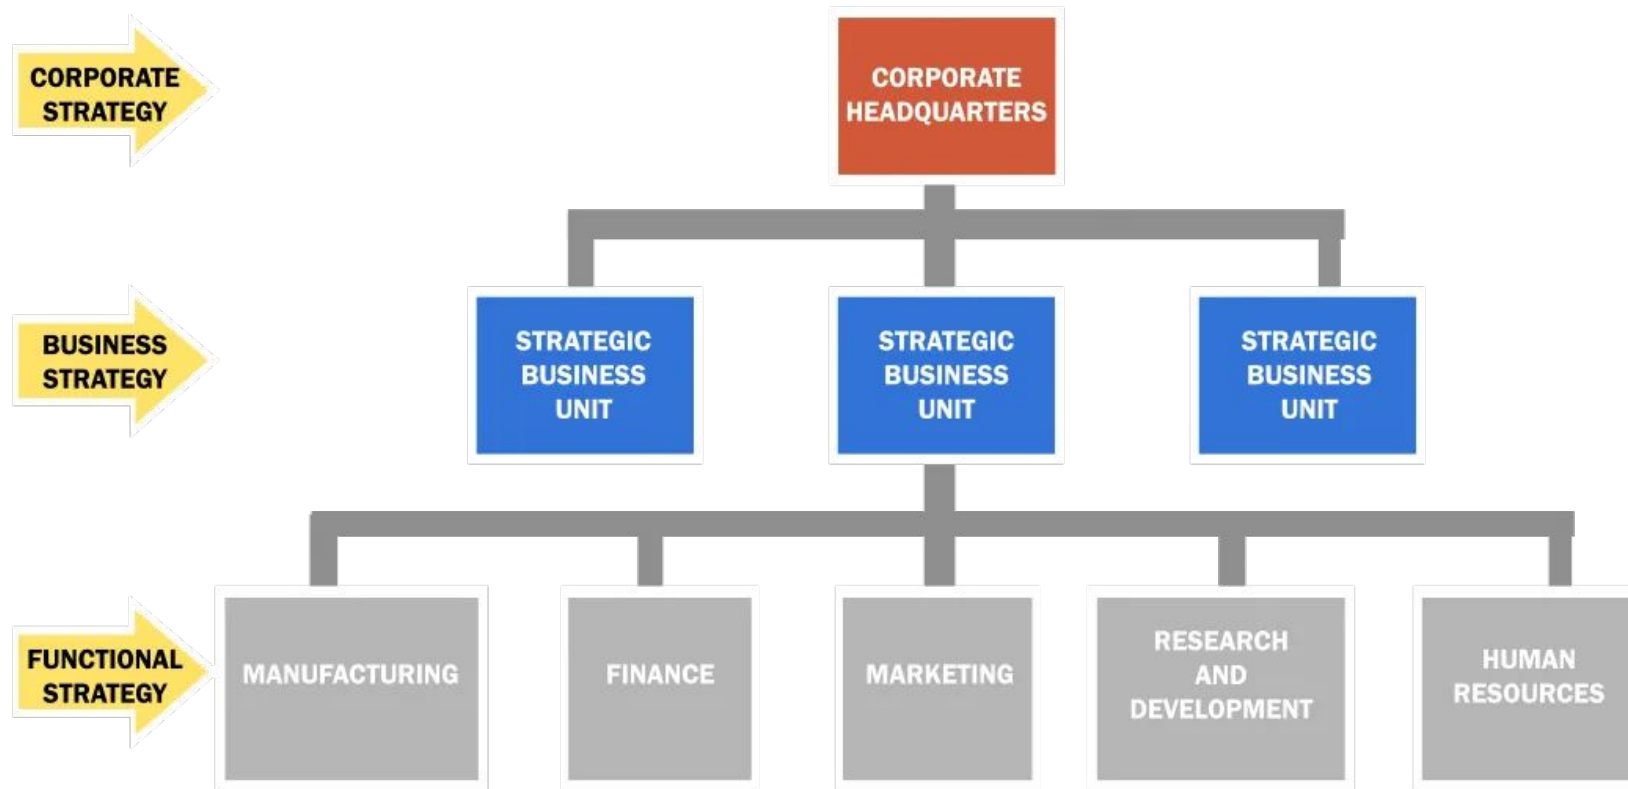 CORPORATE
STRATEGY
CORPORATE
HEADQUARTERS
BUSINESS
STRATEGY
STRATEGIC
BUSINESS
UNIT
STRATEGIC
BUSINESS
UNIT
STRATEGIC
BUSINESS
UNIT
FUNCTIONAL
STRATEGY
MANUFACTURING
FINANCE
MARKETING
RESEARCH
AND
DEVELOPMENT
HUMAN
RESOURCES